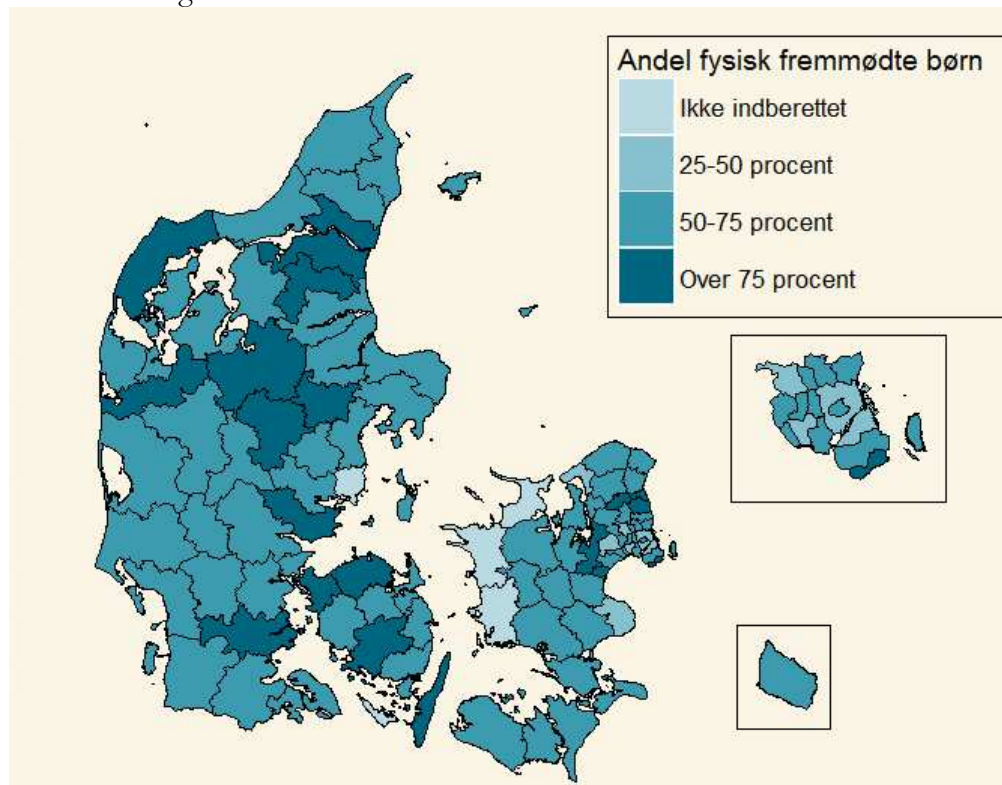 Andel fysisk fremmødte børn
Ikke indberettet
25-50 procent
50-75 procent
Over 75 procent